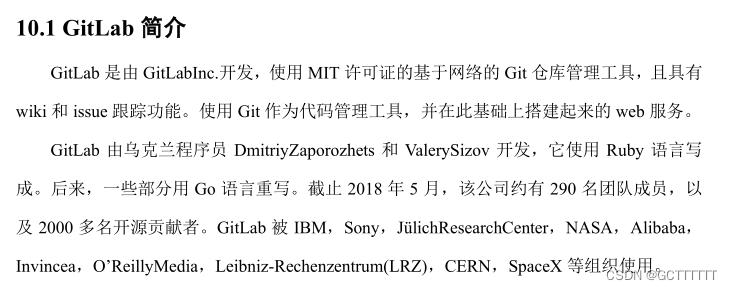 10.1 GitLab 简介
GitLab 是由 GitLabInc.开发，使用 MIT 许可证的基于网络的 Git 仓库管理工具，且具有
wiki 和 issue 跟踪功能。使用 Git 作为代码管理工具，并在此基础上搭建起来的 web 服务。
GitLab 由乌克兰程序员 DmitriyZaporozhets 和 ValerySizov 开发，它使用 Ruby 语言写
成。后来，一些部分用 Go 语言重写。截止 2018 年 5 月，该公司约有 290 名团队成员，以
及 2000 多名开源贡献者。GitLab 被 IBM，Sony，JülichResearchCenter，NASA，Alibaba，
Invincea，O’ReillyMedia，Leibniz-Rechenzentrum(LRZ)，CERN，SpaceX 等组织使用。
CSDN @GCTTTTTT